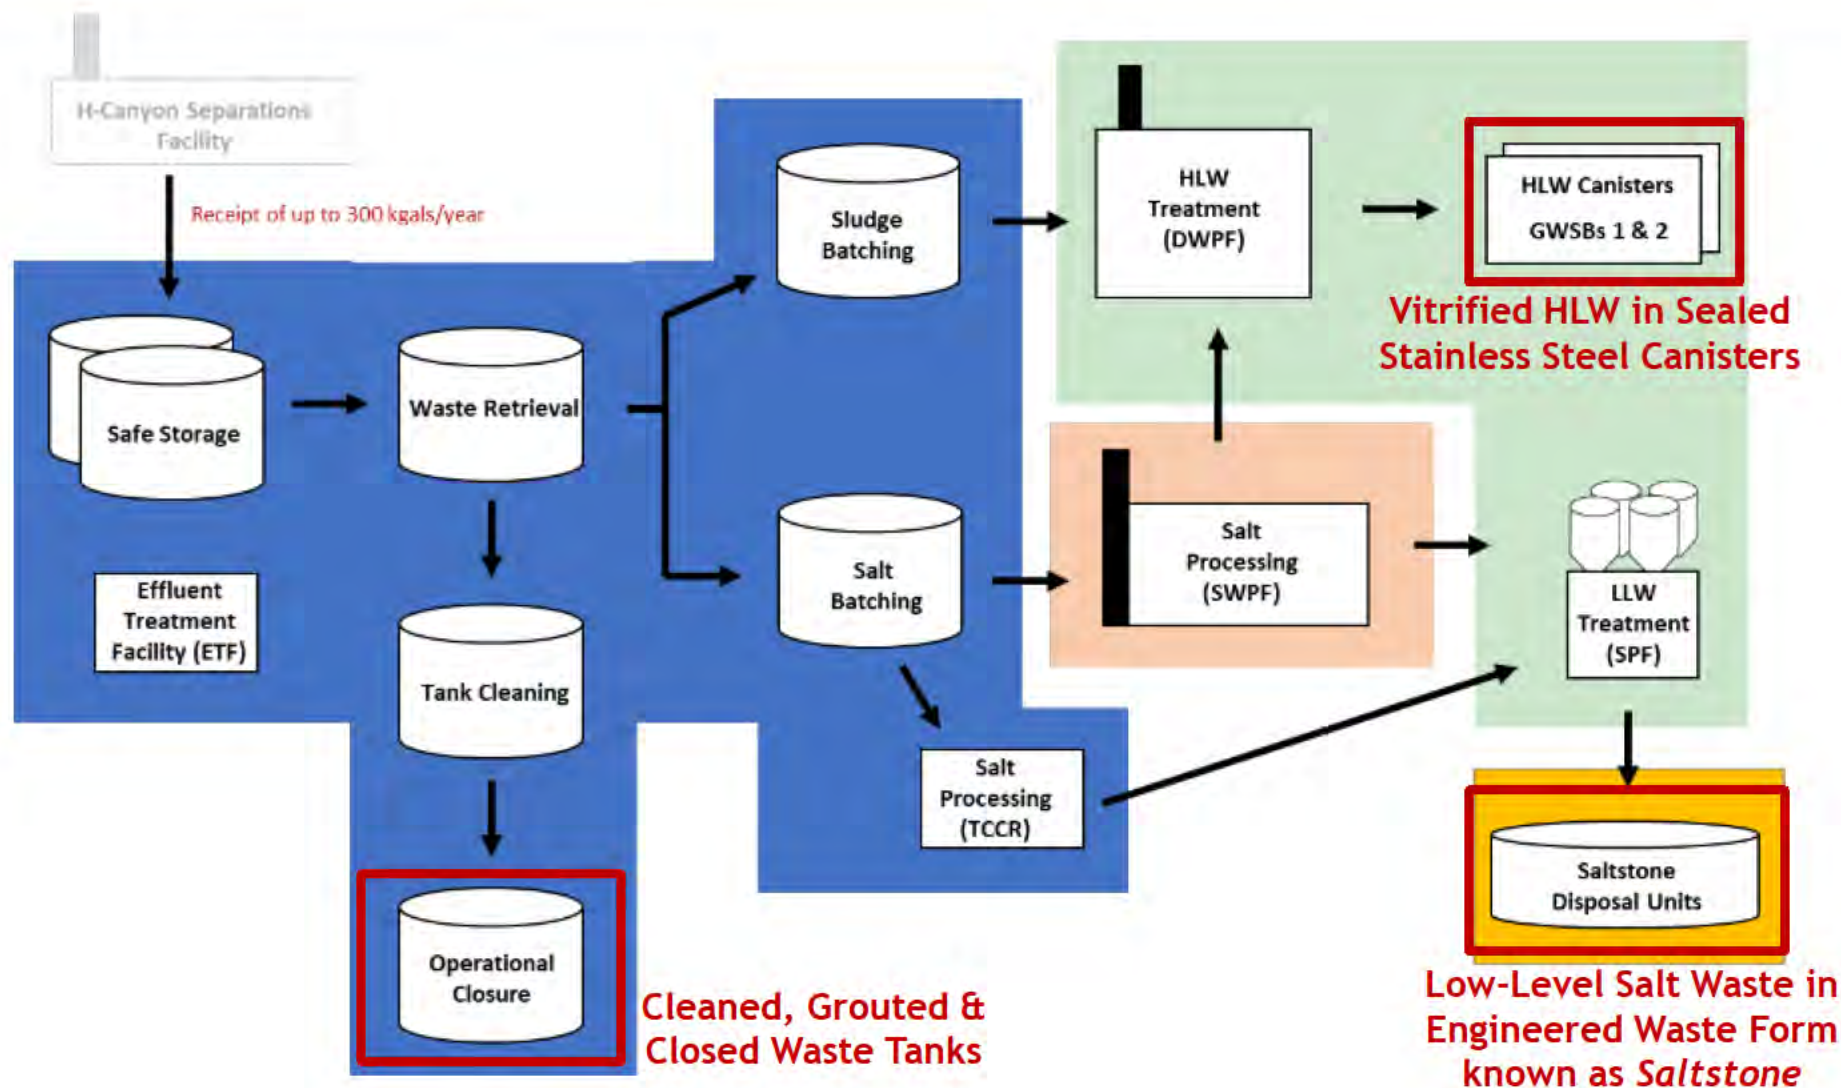 H-Canyon Separations
Facility
Receipt of up to 300 kgals/year
Safe Storage
Waste Retrieval
Effluent
Treatment
Facility (ETF)
Tank Cleaning
Operational
Closure
Cleaned, Grouted &
Closed Waste Tanks
Sludge
Batching
Salt
Batching
Salt
Processing
(TCCR)
HLW
Treatment
(DWPF)
HLW Canisters
GWSBs 1 & 2
Vitrified HLW in Sealed
Stainless Steel Canisters
Salt
Processing
(SWPF)
LLW
Treatment
(SPF)
Saltstone
Disposal Units
Low-Level Salt Waste in
Engineered Waste Form
known as Saltstone